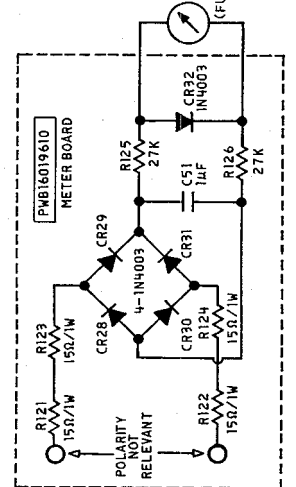 (FU
CR32
1N4003
R125
27K
R126
27K
C51
1µF
PWB16019610
METER BOARD
CR29
CR31
4-1N4003
CR28
CR30
R123
15Ω/1W
R124
15Ω/1W
R121
15Ω/1W
R122
15Ω/1W
POLARITY
NOT
RELEVANT